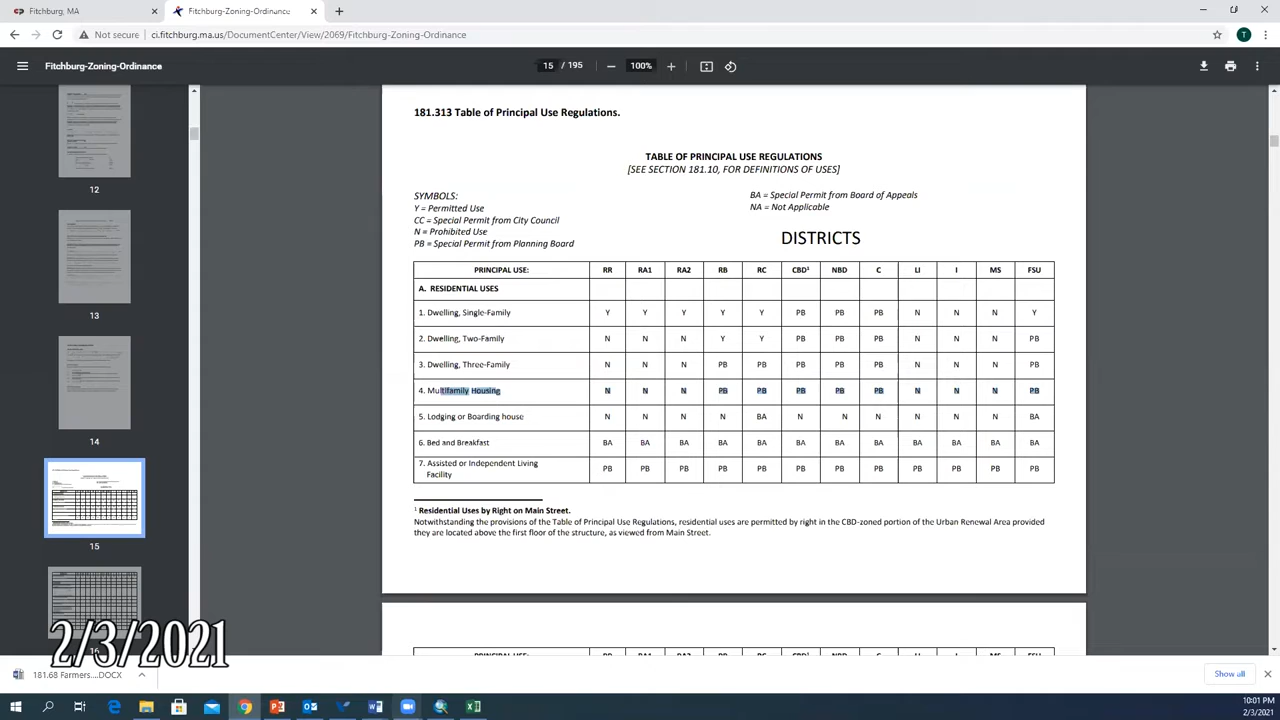 Fitchburg, MA
Fitchburg-Zoning-Ordinance
Not secure
ci.fitchburg.ma.us/DocumentCenter/View/2069/Fitchburg-Zoning-Ordinance
T
Fitchburg-Zoning-Ordinance
15 / 195
100%
12
13
14
15
181.313 Table of Principal Use Regulations.
TABLE OF PRINCIPAL USE REGULATIONS
[SEE SECTION 181.10, FOR DEFINITIONS OF USES]
SYMBOLS:
Y = Permitted Use
CC = Special Permit from City Council
N = Prohibited Use
PB = Special Permit from Planning Board
BA = Special Permit from Board of Appeals
NA = Not Applicable
DISTRICTS
PRINCIPAL USE: RR RA1 RA2 RB RC CBD¹ NBD C LI I MS FSU
A. RESIDENTIAL USES
1. Dwelling, Single-Family Y Y Y Y Y PB PB PB N N N Y
2. Dwelling, Two-Family N N N Y Y PB PB PB N N N PB
3. Dwelling, Three-Family N N N PB PB PB PB PB N N N PB
4. Multifamily Housing N N N PB PB PB PB PB N N N PB
5. Lodging or Boarding house N N N N BA N N N N N N BA
6. Bed and Breakfast BA BA BA BA BA BA BA BA BA BA BA BA
7. Assisted or Independent Living
Facility PB PB PB PB PB PB PB PB PB PB PB PB
¹ Residential Uses by Right on Main Street.
Notwithstanding the provisions of the Table of Principal Use Regulations, residential uses are permitted by right in the CBD-zoned portion of the Urban Renewal Area provided
they are located above the first floor of the structure, as viewed from Main Street.
PRINCIPAL USE: RR RA1 RA2 RB RC CBD¹ NBD C LI I MS FSU
2/3/2021
181.68 Farmers....DOCX
Show all
10:01 PM
2/3/2021